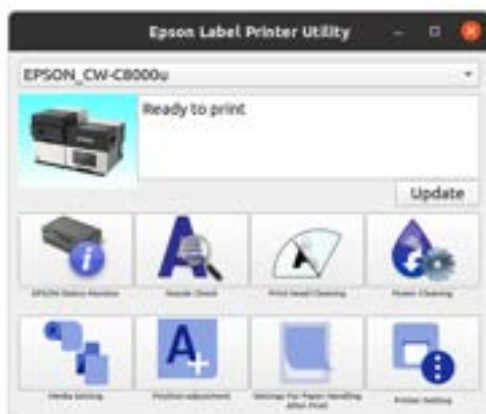 Epson Label Printer Utility
EPSON_CW-C8000u
Ready to print
Update
EPSON Status Monitor
Nozzle Check
Print Head Cleaning
Power Cleaning
Media Setting
Position Adjustment
Settings For Paper Handling
After Print
Printer Setting